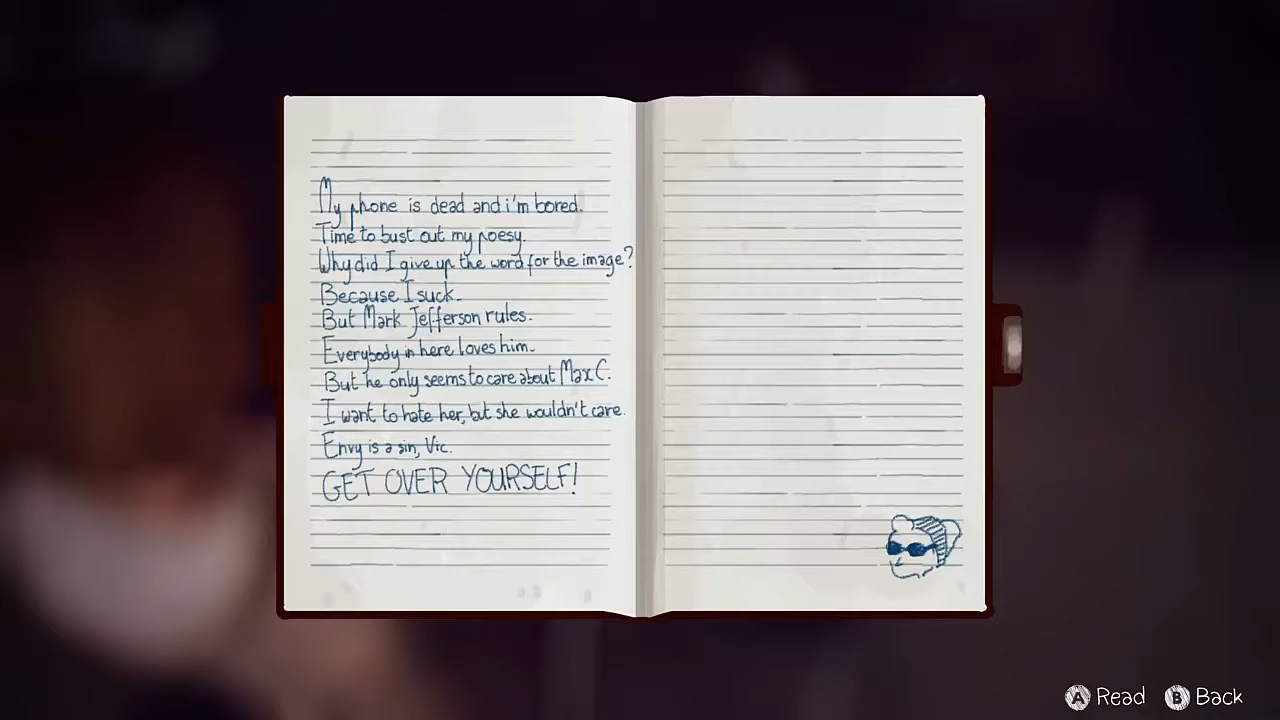 My phone is dead and i'm bored.
Time to bust out my poesy.
Why did I give up the word for the image?
Because I suck.
But Mark Jefferson rules.
Everybody in here loves him.
But he only seems to care about Max C.
I want to hate her, but she wouldn't care.
Envy is a sin, Vic.
GET OVER YOURSELF!
A Read B Back